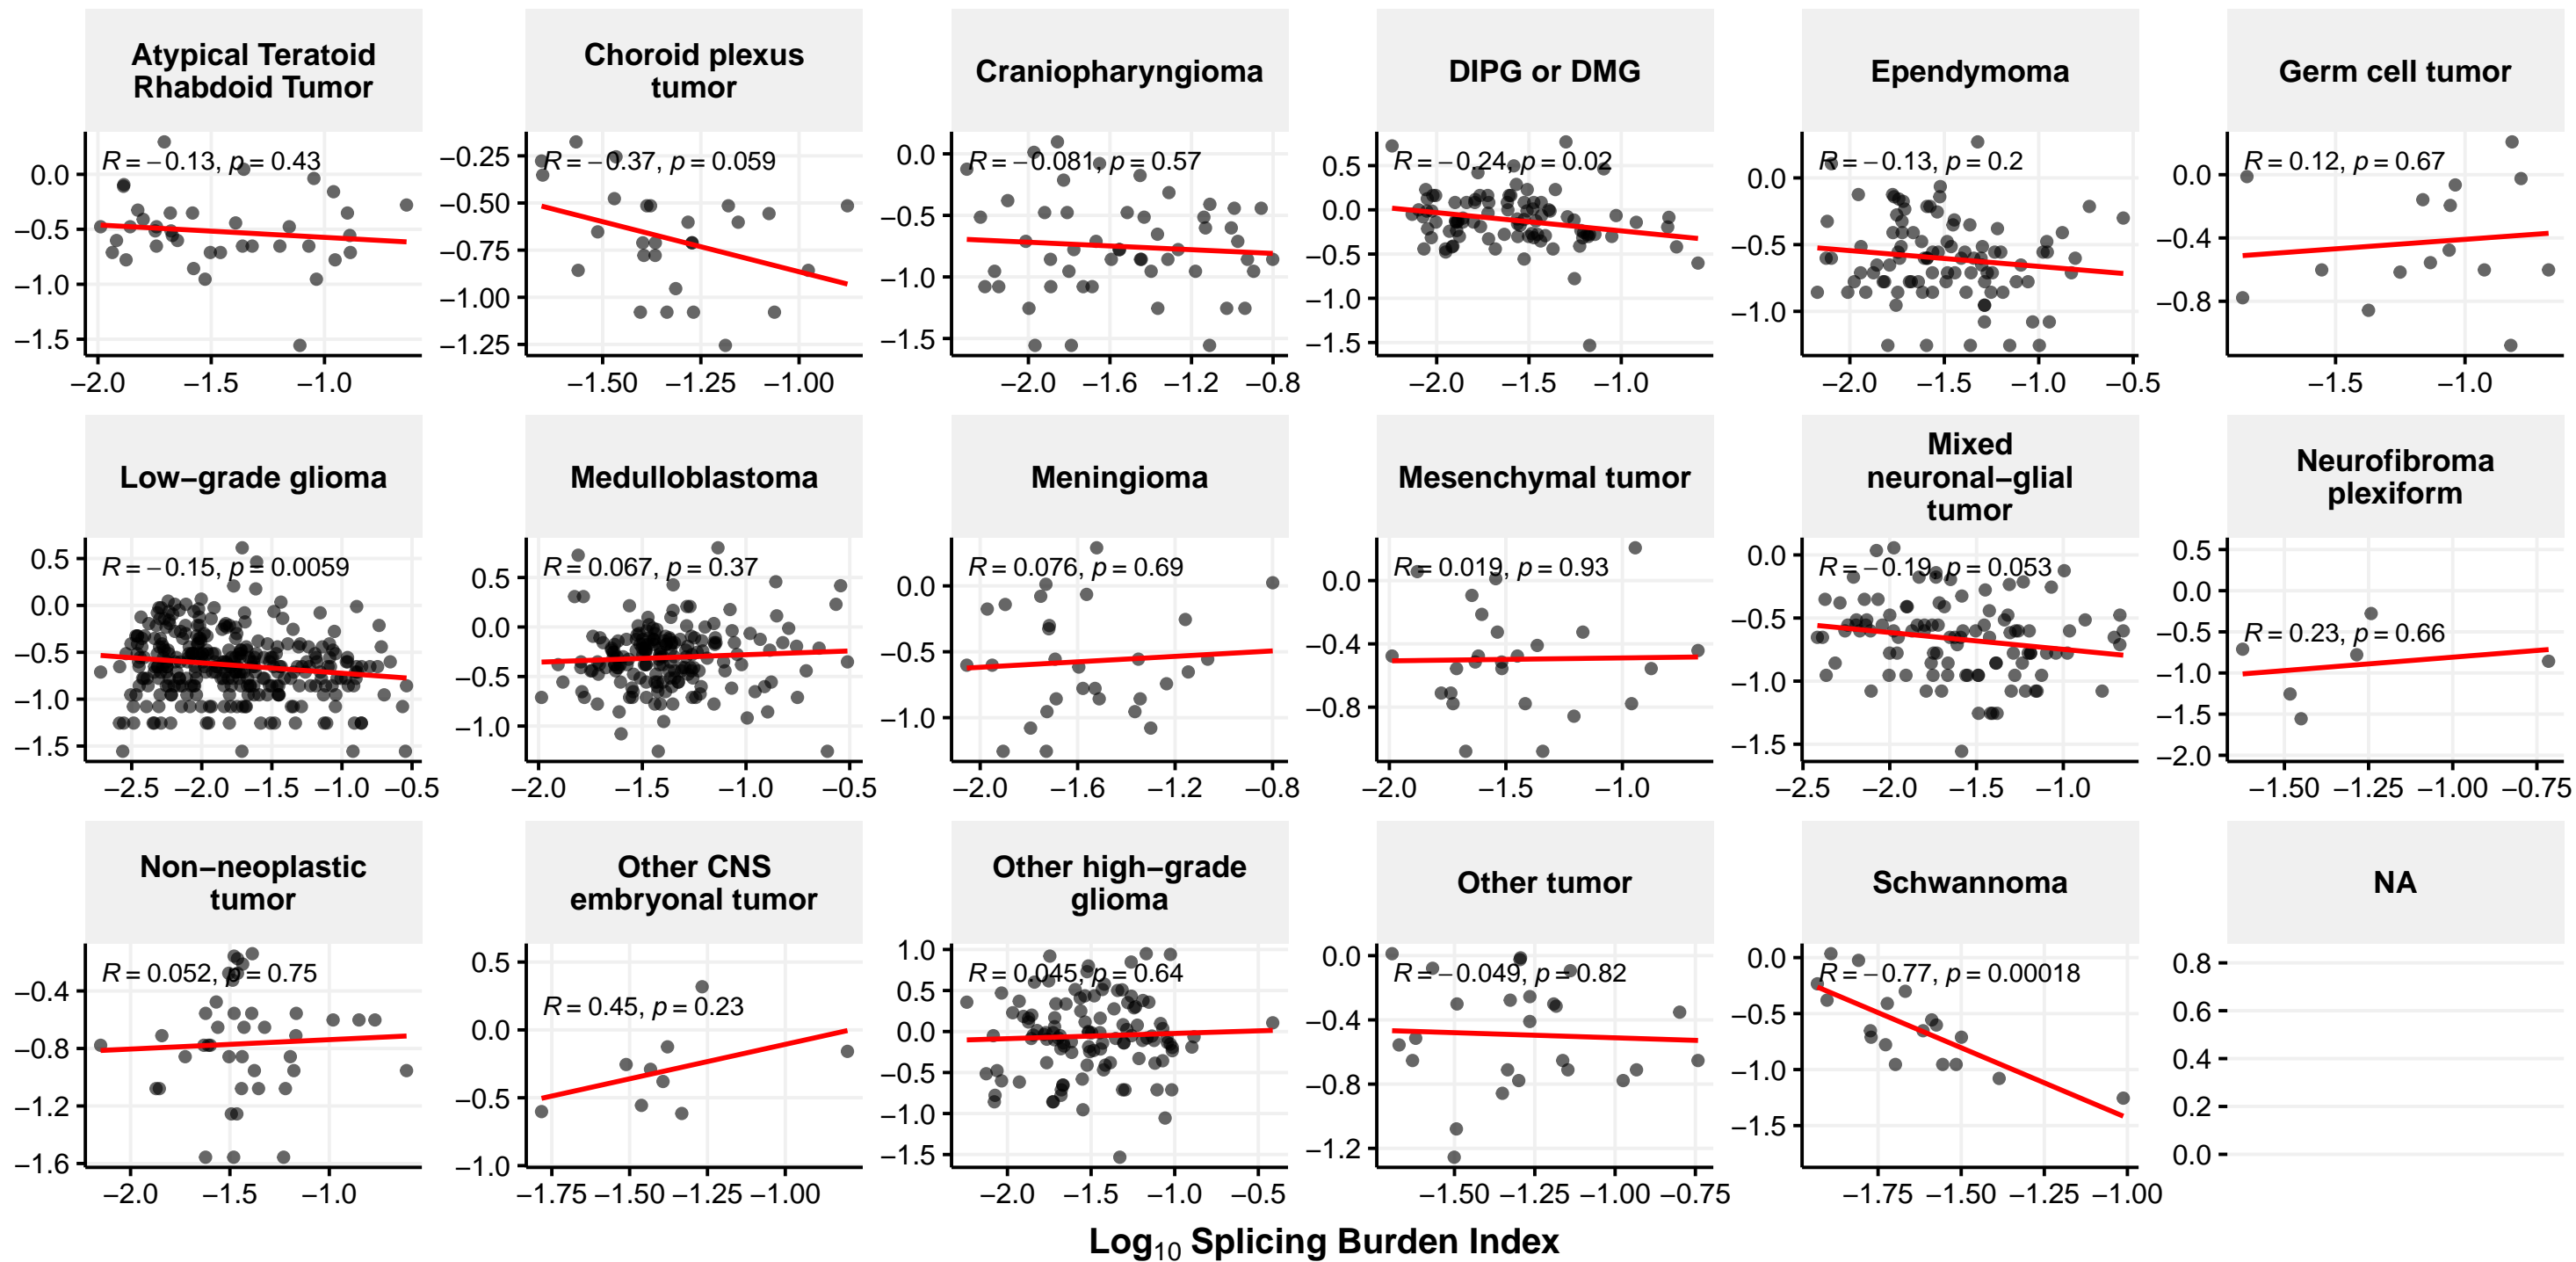 Atypical Teratoid
Rhabdoid Tumor
Choroid plexus
tumor
Craniopharyngioma
DIPG or DMG
Ependymoma
Germ cell tumor
R = −0.13, p = 0.43
0.0
−0.5
−1.0
−1.5
−2.0 −1.5 −1.0
R = −0.37, p = 0.059
−0.25
−0.50
−0.75
−1.00
−1.25
−1.50 −1.25 −1.00
R = −0.081, p = 0.57
0.0
−0.5
−1.0
−1.5
−2.0 −1.6 −1.2 −0.8
R = −0.24, p = 0.02
0.5
0.0
−0.5
−1.0
−1.5
−2.0 −1.5 −1.0
R = −0.13, p = 0.2
0.0
−0.5
−1.0
−2.0 −1.5 −1.0 −0.5
R = 0.12, p = 0.67
0.0
−0.4
−0.8
−1.5 −1.0
Low−grade glioma
Medulloblastoma
Meningioma
Mesenchymal tumor
Mixed
neuronal−glial
tumor
Neurofibroma
plexiform
R = −0.15, p = 0.0059
0.5
0.0
−0.5
−1.0
−1.5
−2.5 −2.0 −1.5 −1.0 −0.5
R = 0.067, p = 0.37
0.5
0.0
−0.5
−1.0
−2.0 −1.5 −1.0 −0.5
R = 0.076, p = 0.69
0.0
−0.5
−1.0
−2.0 −1.6 −1.2 −0.8
R = 0.019, p = 0.93
0.0
−0.4
−0.8
−2.0 −1.5 −1.0
R = −0.19, p = 0.053
0.0
−0.5
−1.0
−1.5
−2.5 −2.0 −1.5 −1.0
R = 0.23, p = 0.66
0.5
0.0
−0.5
−1.0
−1.5
−2.0
−1.50 −1.25 −1.00 −0.75
Non−neoplastic
tumor
Other CNS
embryonal tumor
Other high−grade
glioma
Other tumor
Schwannoma
NA
R = 0.052, p = 0.75
−0.4
−0.8
−1.2
−1.6
−2.0 −1.5 −1.0
R = 0.45, p = 0.23
0.5
0.0
−0.5
−1.0
−1.75 −1.50 −1.25 −1.00
R = 0.045, p = 0.64
1.0
0.5
0.0
−0.5
−1.0
−1.5
−2.0 −1.5 −1.0 −0.5
R = −0.049, p = 0.82
0.0
−0.4
−0.8
−1.2
−1.50 −1.25 −1.00 −0.75
R = −0.77, p = 0.00018
0.0
−0.5
−1.0
−1.5
−1.75 −1.50 −1.25 −1.00
0.8
0.6
0.4
0.2
0.0
Log10 Splicing Burden Index